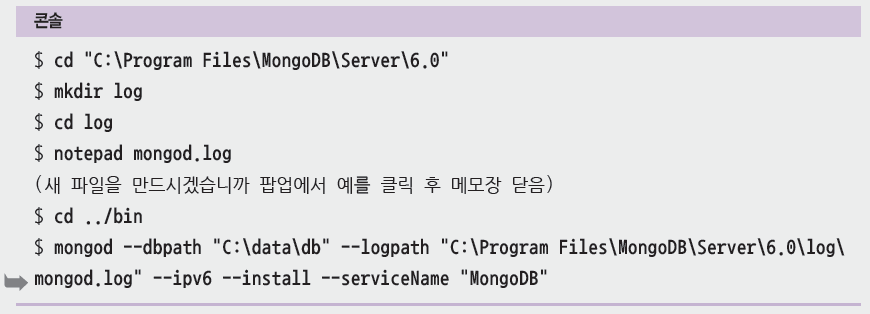 콘솔
$ cd "C:\Program Files\MongoDB\Server\6.0"
$ mkdir log
$ cd log
$ notepad mongod.log
(새 파일을 만드시겠습니까 팝업에서 예를 클릭 후 메모장 닫음)
$ cd ../bin
$ mongod --dbpath "C:\data\db" --logpath "C:\Program Files\MongoDB\Server\6.0\log\
mongod.log" --ipv6 --install --serviceName "MongoDB"